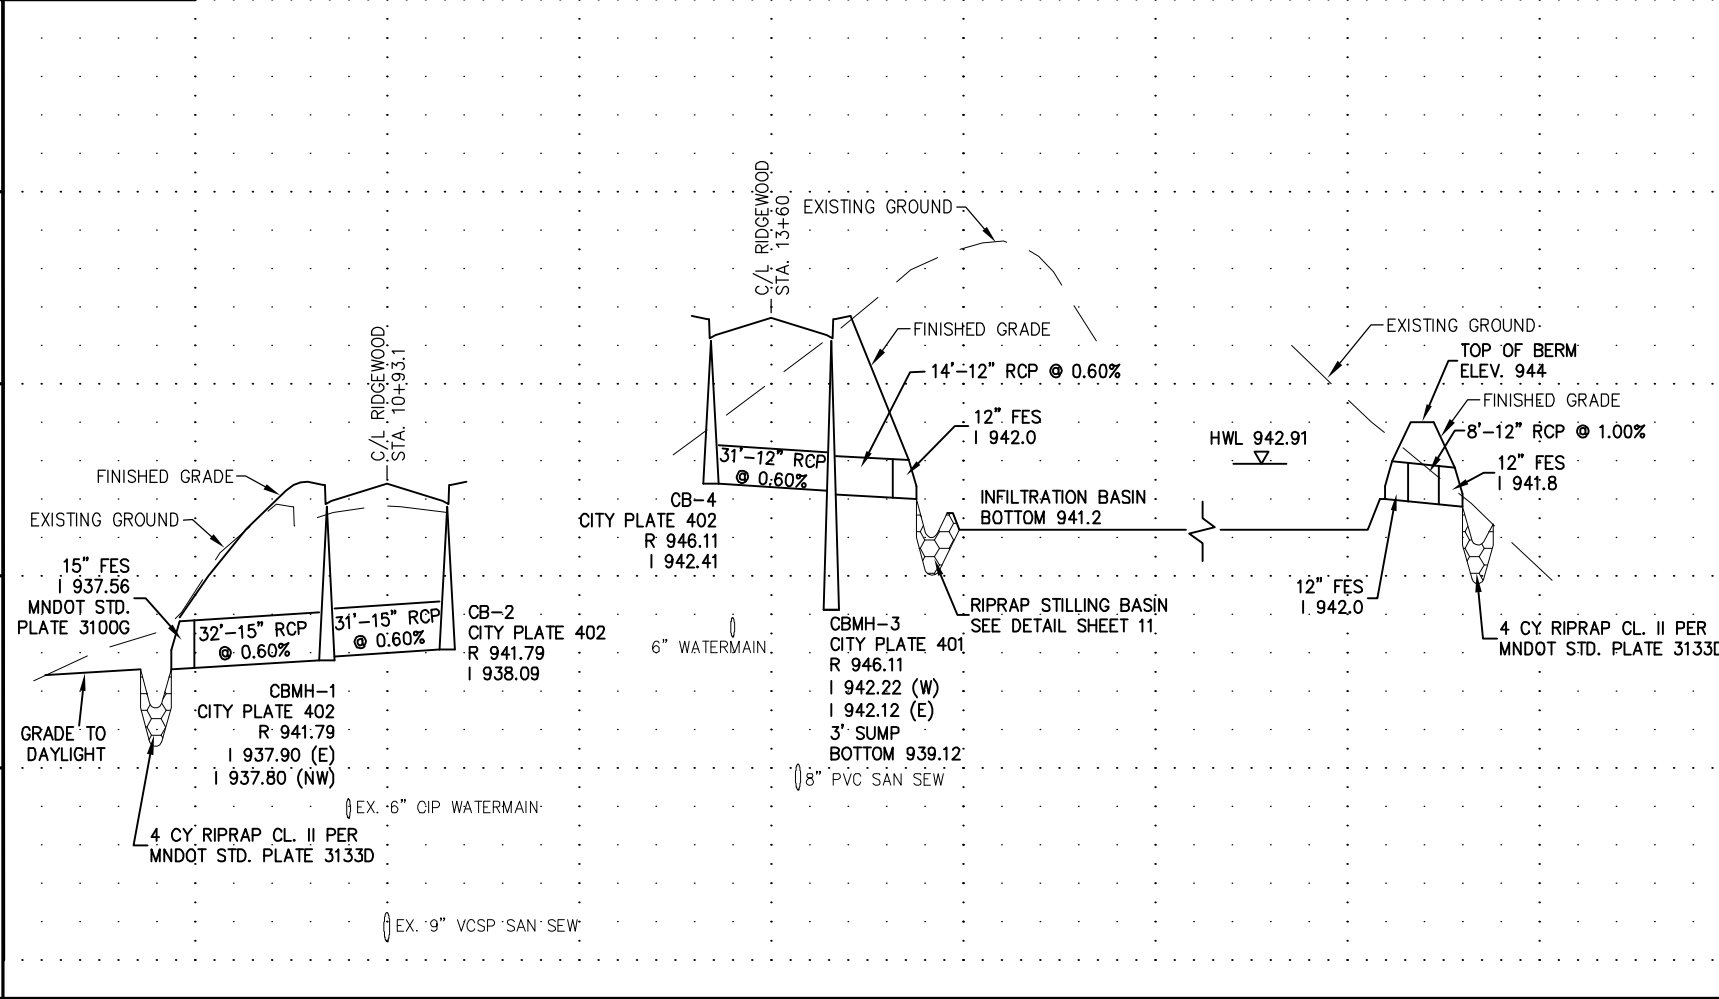 C/L RIDGEWOOD
STA. 10+93.1
FINISHED GRADE
EXISTING GROUND
15" FES
I 937.56
MNDOT STD.
PLATE 3100G
32'-15" RCP
@ 0.60%
31'-15" RCP
@ 0.60%
CB-2
CITY PLATE 402
R 941.79
I 938.09
CBMH-1
CITY PLATE 402
R 941.79
I 937.90 (E)
I 937.80 (NW)
GRADE TO
DAYLIGHT
4 CY RIPRAP CL. II PER
MNDOT STD. PLATE 3133D
EX. 6" CIP WATERMAIN
EX. 9" VCSP SAN SEW
C/L RIDGEWOOD
STA. 13+60
EXISTING GROUND
FINISHED GRADE
14'-12" RCP @ 0.60%
12" FES
I 942.0
31'-12" RCP
@ 0.60%
CB-4
CITY PLATE 402
R 946.11
I 942.41
INFILTRATION BASIN
BOTTOM 941.2
RIPRAP STILLING BASIN
SEE DETAIL SHEET 11
6" WATERMAIN
CBMH-3
CITY PLATE 401
R 946.11
I 942.22 (W)
I 942.12 (E)
3' SUMP
BOTTOM 939.12
8" PVC SAN SEW
HWL 942.91
EXISTING GROUND
TOP OF BERM
ELEV. 944
FINISHED GRADE
8'-12" RCP @ 1.00%
12" FES
I 941.8
12" FES
I 942.0
4 CY RIPRAP CL. II PER
MNDOT STD. PLATE 3133D